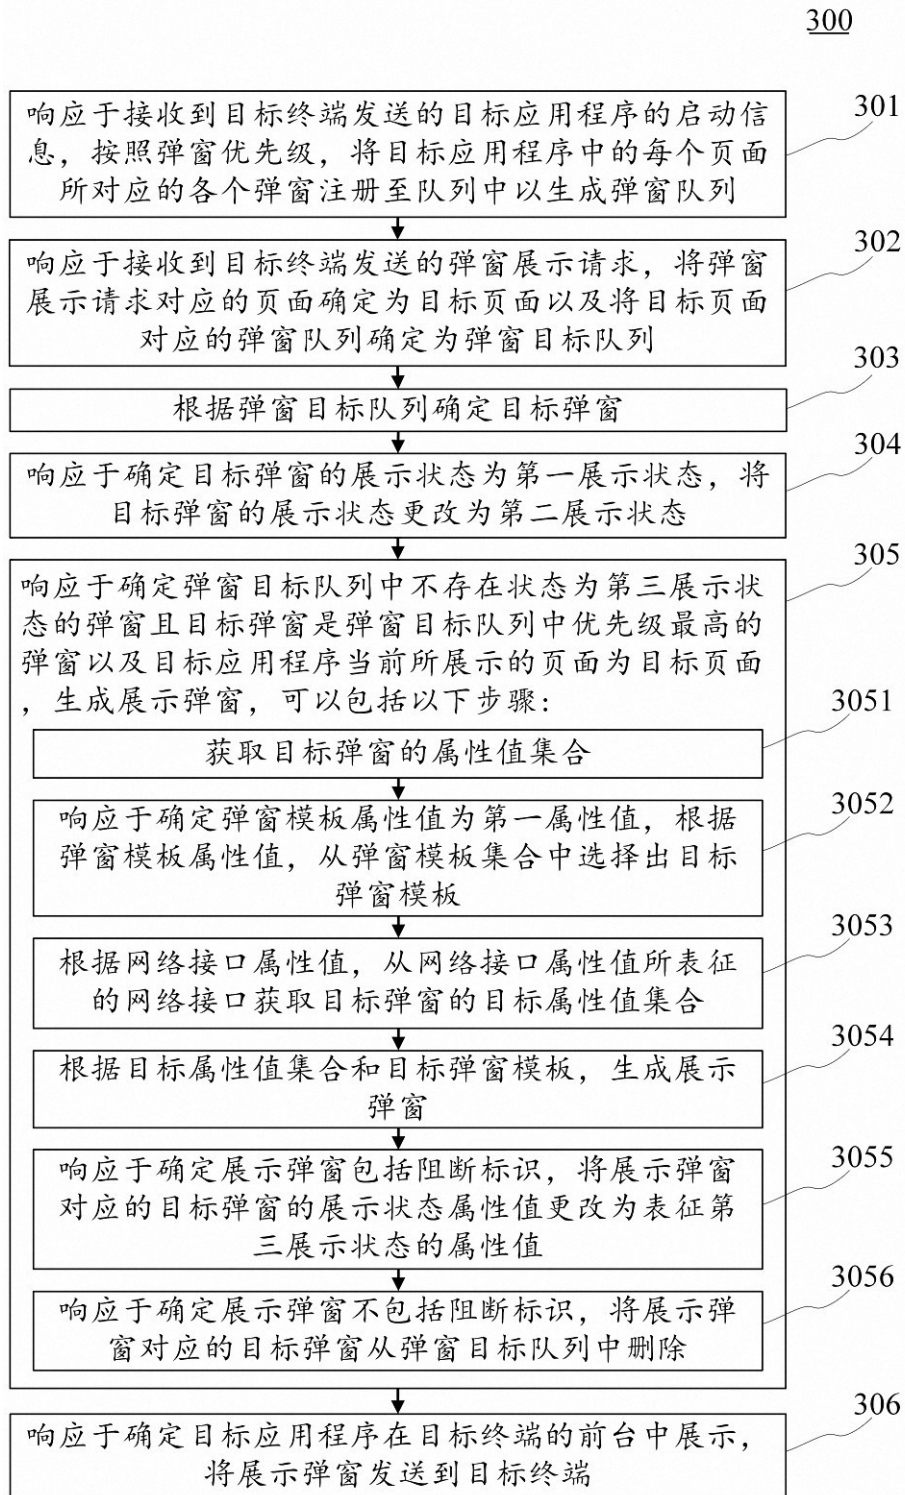 300
301
响应于接收到目标终端发送的目标应用程序的启动信
息，按照弹窗优先级，将目标应用程序中的每个页面
所对应的各个弹窗注册至队列中以生成弹窗队列
302
响应于接收到目标终端发送的弹窗展示请求，将弹窗
展示请求对应的页面确定为目标页面以及将目标页面
对应的弹窗队列确定为弹窗目标队列
303
根据弹窗目标队列确定目标弹窗
304
响应于确定目标弹窗的展示状态为第一展示状态，将
目标弹窗的展示状态更改为第二展示状态
305
响应于确定弹窗目标队列中不存在状态为第三展示状
态的弹窗且目标弹窗是弹窗目标队列中优先级最高的
弹窗以及目标应用程序当前所展示的页面为目标页面
，生成展示弹窗，可以包括以下步骤：
3051
获取目标弹窗的属性值集合
3052
响应于确定弹窗模板属性值为第一属性值，根据
弹窗模板属性值，从弹窗模板集合中选择出目标
弹窗模板
3053
根据网络接口属性值，从网络接口属性值所表征
的网络接口获取目标弹窗的目标属性值集合
3054
根据目标属性值集合和目标弹窗模板，生成展示
弹窗
3055
响应于确定展示弹窗包括阻断标识，将展示弹窗
对应的目标弹窗的展示状态属性值更改为表征第
三展示状态的属性值
3056
响应于确定展示弹窗不包括阻断标识，将展示弹
窗对应的目标弹窗从弹窗目标队列中删除
306
响应于确定目标应用程序在目标终端的前台中展示，
将展示弹窗发送到目标终端